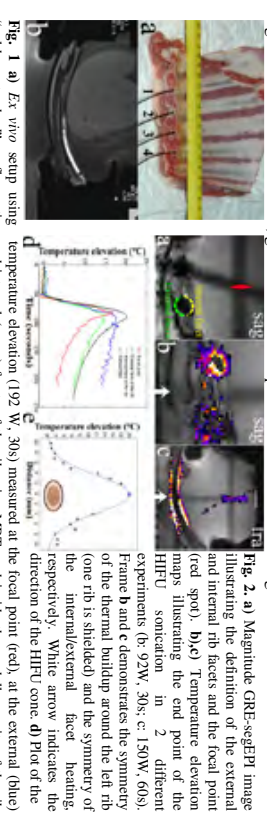 a
1
2
3
4
b
Fig 1 a) Ex vivo setup using
a
sag
b
sag
c
tra
d
Temperature elevation (°C)
Time (seconds)
e
Temperature elevation (°C)
Distance (mm)
Fig. 2. a) Magnitude GRE-segEPI image
illustrating the definition of the external
and internal rib facets and the focal point
(red spot). b,c) Temperature elevation
maps illustrating the end point of the
HIFU sonication in 2 different
experiments (b: 92W, 30s; c: 150W, 60s).
Frame b and c demonstrates the symmetry
of the thermal buildup around the left rib
(one rib is shielded) and the symmetry of
the internal/external facet heating,
respectively. White arrow indicates the
direction of the HIFU cone. d) Plot of the
temperature elevation (192 W, 30s) measured at the focal point (red), at the external (blue)